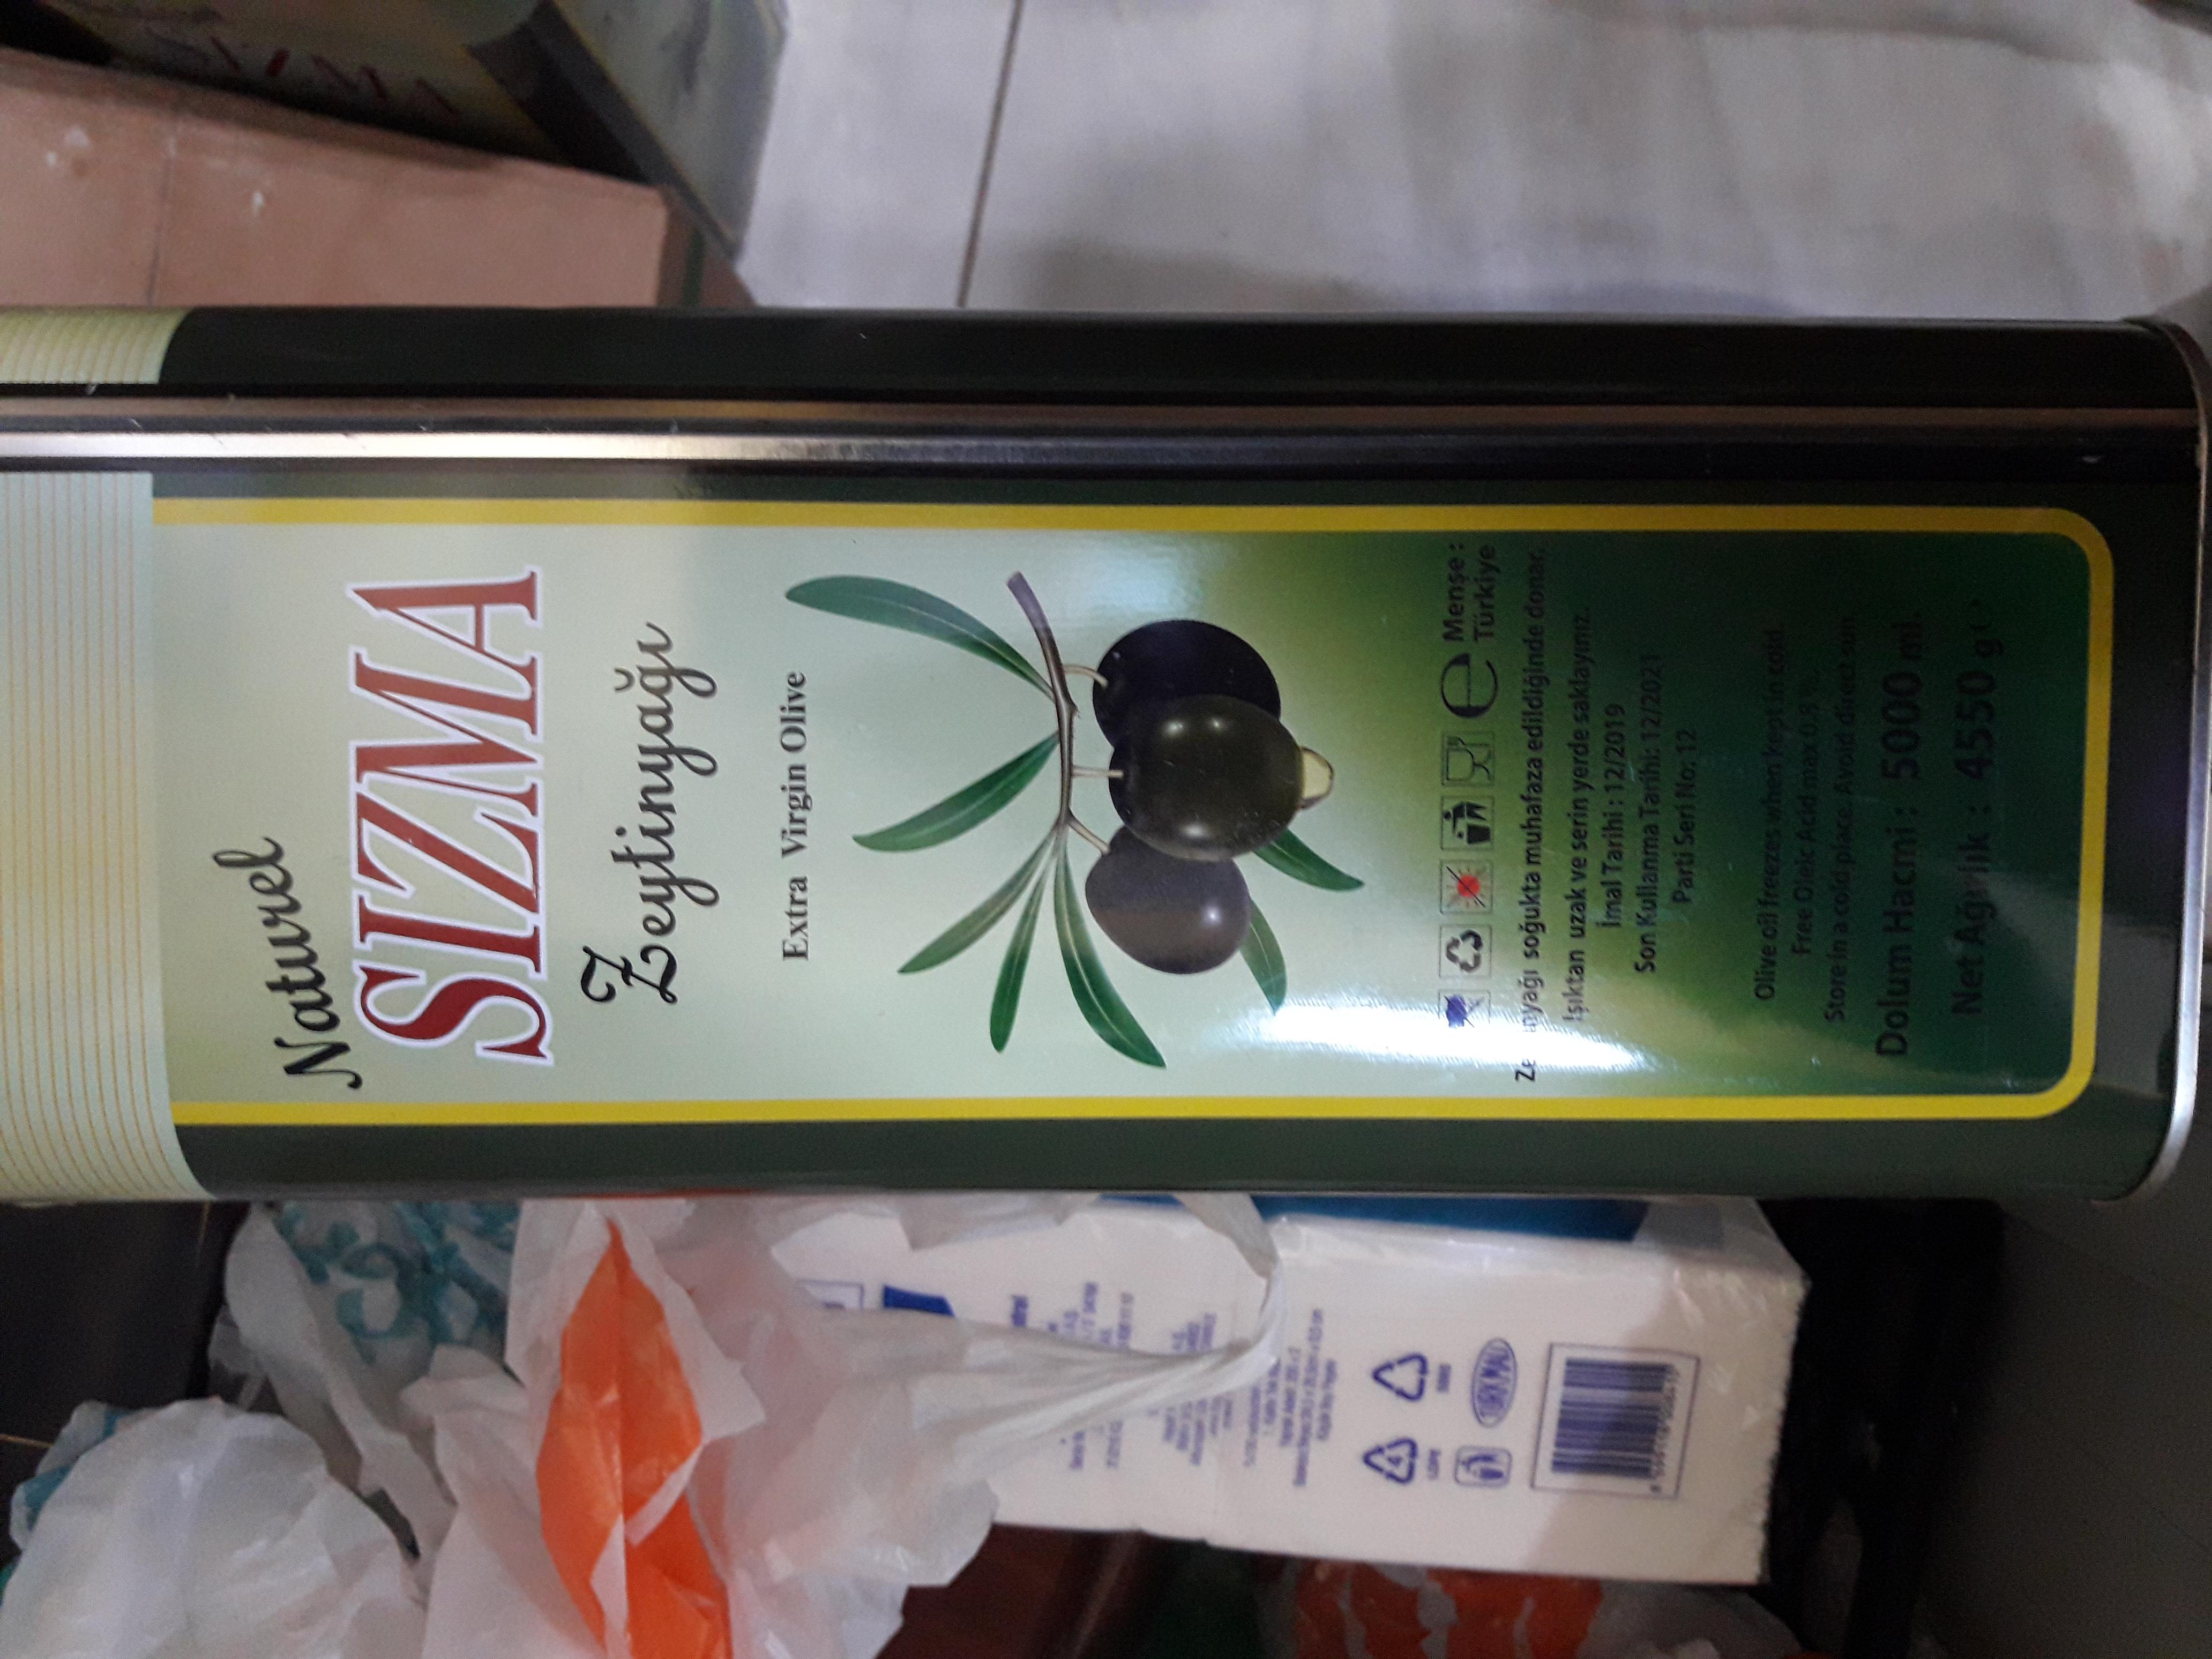 Naturel
SIZMA
Zeytinyağı
Extra Virgin Olive
e Menşe :
Türkiye
soğukta muhafaza edildiğinde donar.
Işıktan uzak ve serin yerde saklayınız.
İmal Tarihi : 12/2019
Son Kullanma Tarihi: 12/2021
Parti Seri No: 12
Olive oil freezes when kept in cold.
Free Oleic Acid max 0.8 %.
Store in a cold place. Avoid direct sun.
Dolum Hacmi : 5000 ml.
Net Ağırlık : 4550 gr.
SIZMA